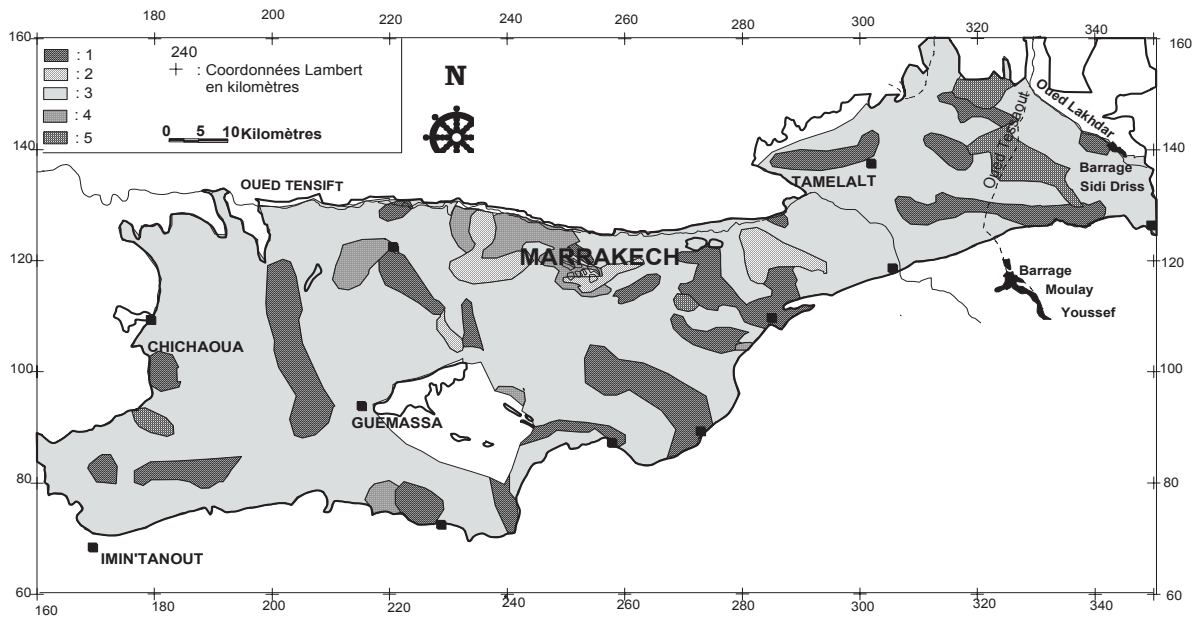 180 200 220 240 260 280 300 320 340
160 160
: 1
: 2
: 3
: 4
: 5
240
+ : Coordonnées Lambert
en kilomètres
0 5 10 Kilomètres
N
Oued Lakhdar
Oued Tessaout
140 140
Barrage
Sidi Driss
TAMELALT
OUED TENSIFT
120 120
MARRAKECH
Barrage
Moulay
Youssef
CHICHAOUA
100 100
GUEMASSA
80 80
IMIN'TANOUT
60 60
160 180 200 220 240 260 280 300 320 340